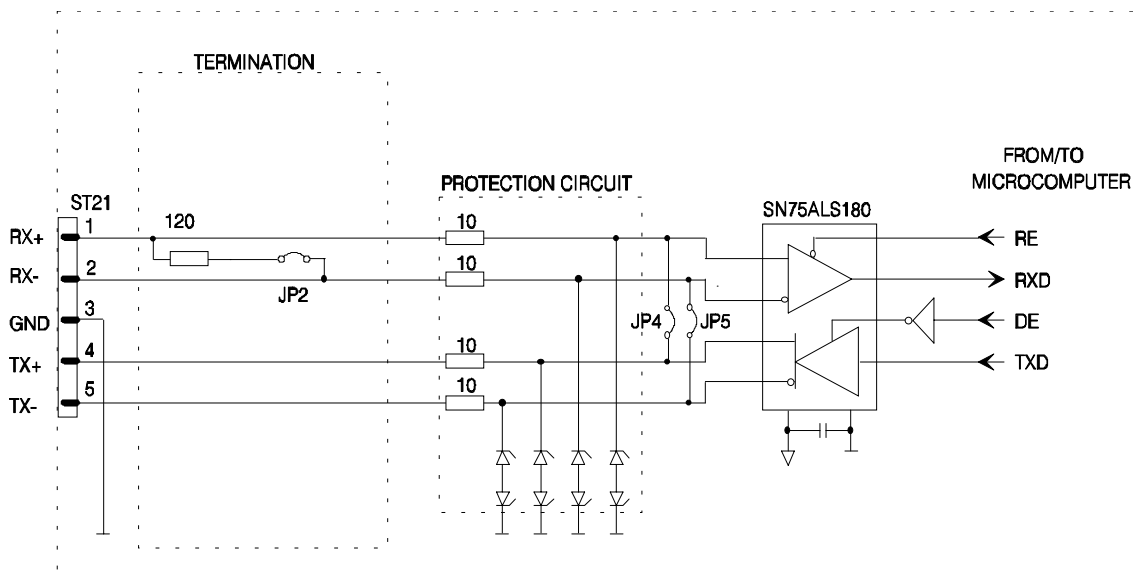 TERMINATION
FROM/TO
MICROCOMPUTER
PROTECTION CIRCUIT
ST21
SN75ALS180
RX+ 1 120 10 RE
RX- 2 10 RXD
JP2
GND 3 JP4 JP5 DE
TX+ 4 10 TXD
TX- 5 10